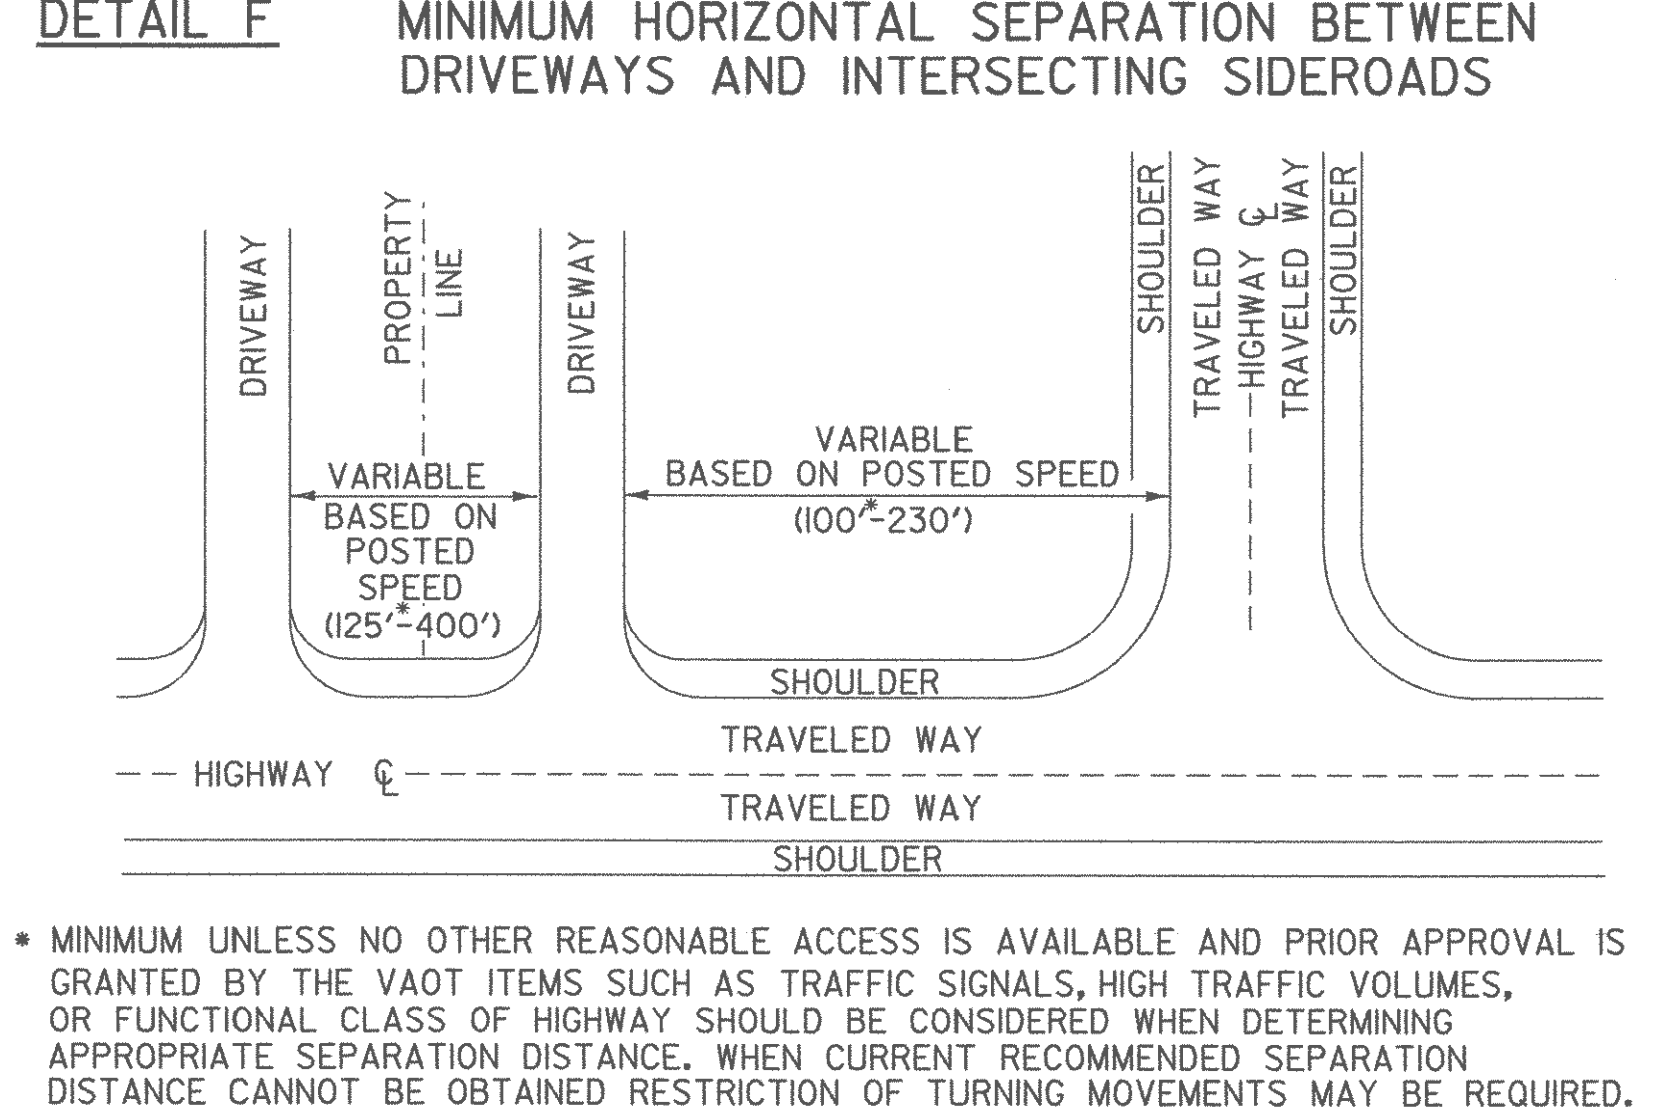 DETAIL F MINIMUM HORIZONTAL SEPARATION BETWEEN
DRIVEWAYS AND INTERSECTING SIDEROADS
DRIVEWAY
PROPERTY
LINE
DRIVEWAY
SHOULDER
TRAVELED WAY
HIGHWAY ℄
TRAVELED WAY
SHOULDER
VARIABLE
BASED ON
POSTED
SPEED
(125'*-400')
VARIABLE
BASED ON POSTED SPEED
(100'*-230')
SHOULDER
TRAVELED WAY
HIGHWAY ℄
TRAVELED WAY
SHOULDER
* MINIMUM UNLESS NO OTHER REASONABLE ACCESS IS AVAILABLE AND PRIOR APPROVAL IS
GRANTED BY THE VAOT ITEMS SUCH AS TRAFFIC SIGNALS, HIGH TRAFFIC VOLUMES,
OR FUNCTIONAL CLASS OF HIGHWAY SHOULD BE CONSIDERED WHEN DETERMINING
APPROPRIATE SEPARATION DISTANCE. WHEN CURRENT RECOMMENDED SEPARATION
DISTANCE CANNOT BE OBTAINED RESTRICTION OF TURNING MOVEMENTS MAY BE REQUIRED.